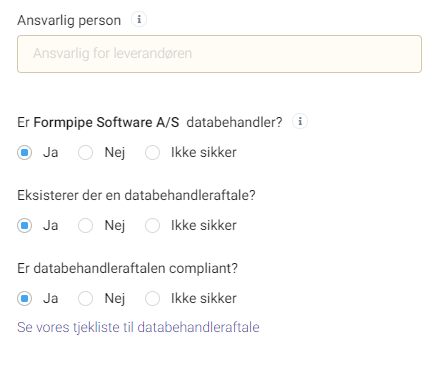 Ansvarlig person i
Ansvarlig for leverandøren
Er Formpipe Software A/S databehandler? i
Ja Nej Ikke sikker
Eksisterer der en databehandleraftale?
Ja Nej Ikke sikker
Er databehandleraftalen compliant?
Ja Nej Ikke sikker
Se vores tjekliste til databehandleraftale